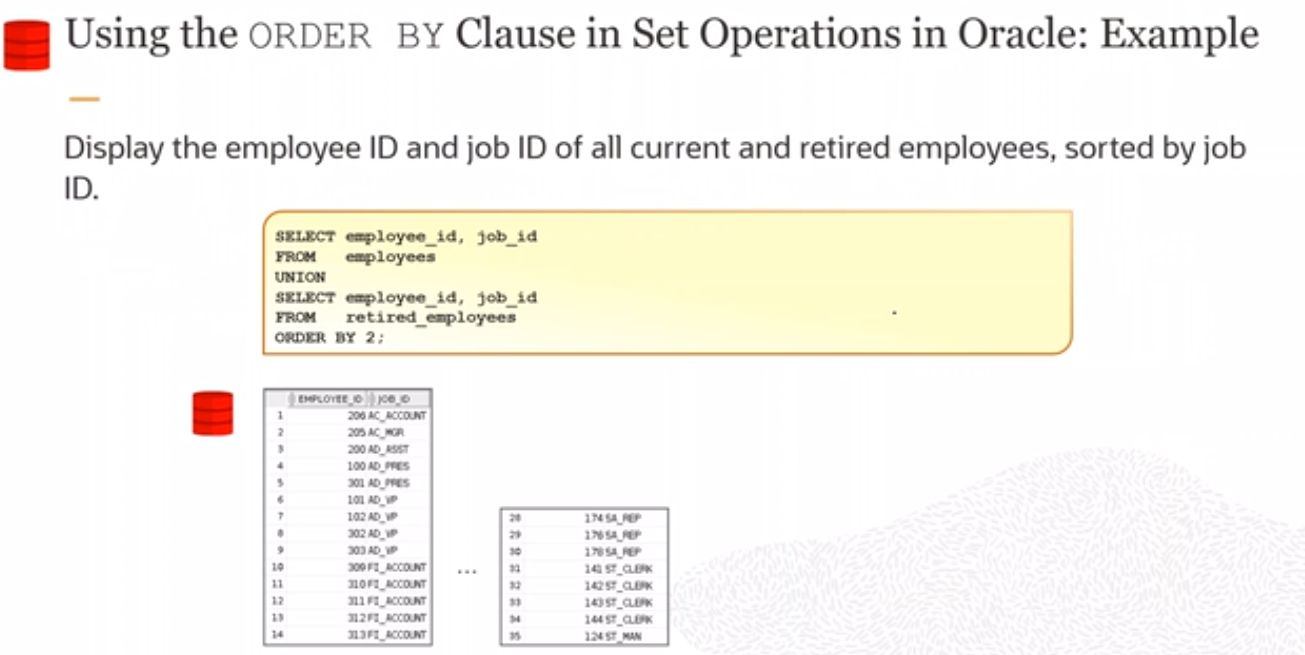 Using the ORDER BY Clause in Set Operations in Oracle: Example
Display the employee ID and job ID of all current and retired employees, sorted by job
ID.
SELECT employee_id, job_id
FROM employees
UNION
SELECT employee_id, job_id
FROM retired_employees
ORDER BY 2;
EMPLOYEE_ID JOB_ID
1 206 AC_ACCOUNT
2 205 AC_MGR
3 200 AD_ASST
4 100 AD_PRES
5 301 AD_PRES
6 101 AD_VP
7 102 AD_VP
8 302 AD_VP
9 303 AD_VP
10 309 FI_ACCOUNT
11 310 FI_ACCOUNT
12 311 FI_ACCOUNT
13 312 FI_ACCOUNT
14 313 FI_ACCOUNT
...
28 174 SA_REP
29 176 SA_REP
30 178 SA_REP
31 141 ST_CLERK
32 142 ST_CLERK
33 143 ST_CLERK
34 144 ST_CLERK
35 124 ST_MAN